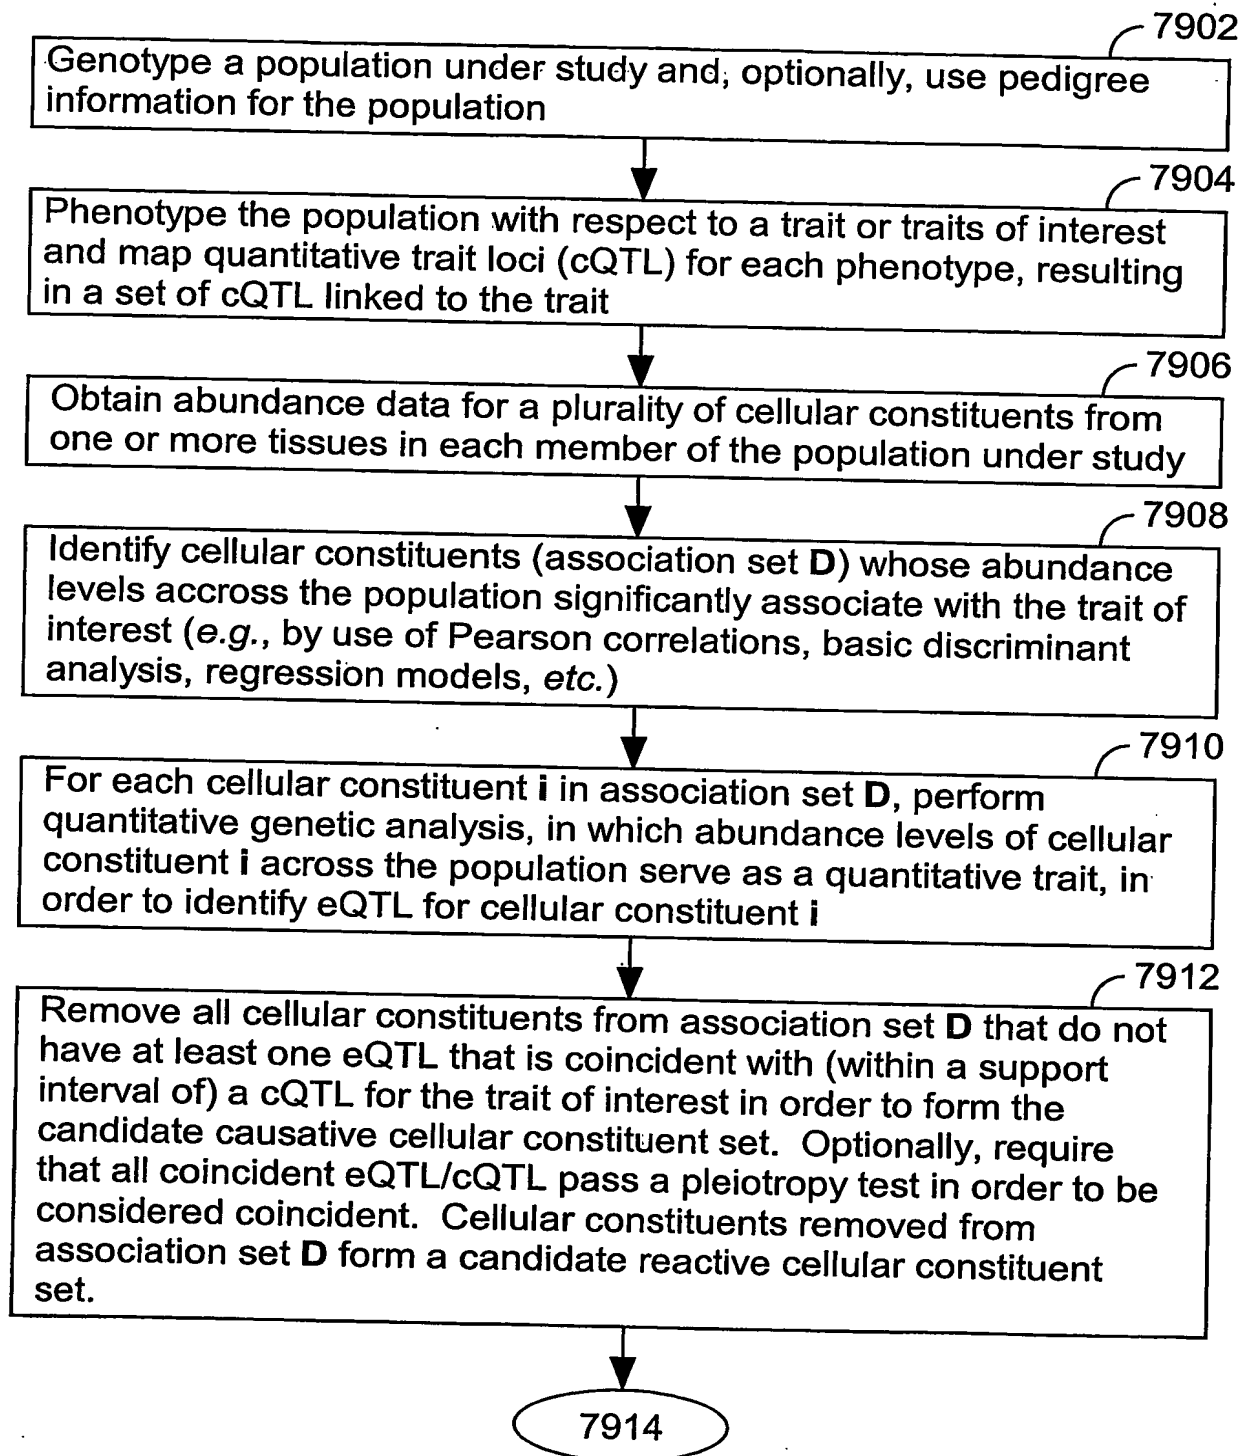 7902
Genotype a population under study and, optionally, use pedigree
information for the population
7904
Phenotype the population with respect to a trait or traits of interest
and map quantitative trait loci (cQTL) for each phenotype, resulting
in a set of cQTL linked to the trait
7906
Obtain abundance data for a plurality of cellular constituents from
one or more tissues in each member of the population under study
7908
Identify cellular constituents (association set D) whose abundance
levels accross the population significantly associate with the trait of
interest (e.g., by use of Pearson correlations, basic discriminant
analysis, regression models, etc.)
7910
For each cellular constituent i in association set D, perform
quantitative genetic analysis, in which abundance levels of cellular
constituent i across the population serve as a quantitative trait, in
order to identify eQTL for cellular constituent i
7912
Remove all cellular constituents from association set D that do not
have at least one eQTL that is coincident with (within a support
interval of) a cQTL for the trait of interest in order to form the
candidate causative cellular constituent set.  Optionally, require
that all coincident eQTL/cQTL pass a pleiotropy test in order to be
considered coincident.  Cellular constituents removed from
association set D form a candidate reactive cellular constituent
set.
7914